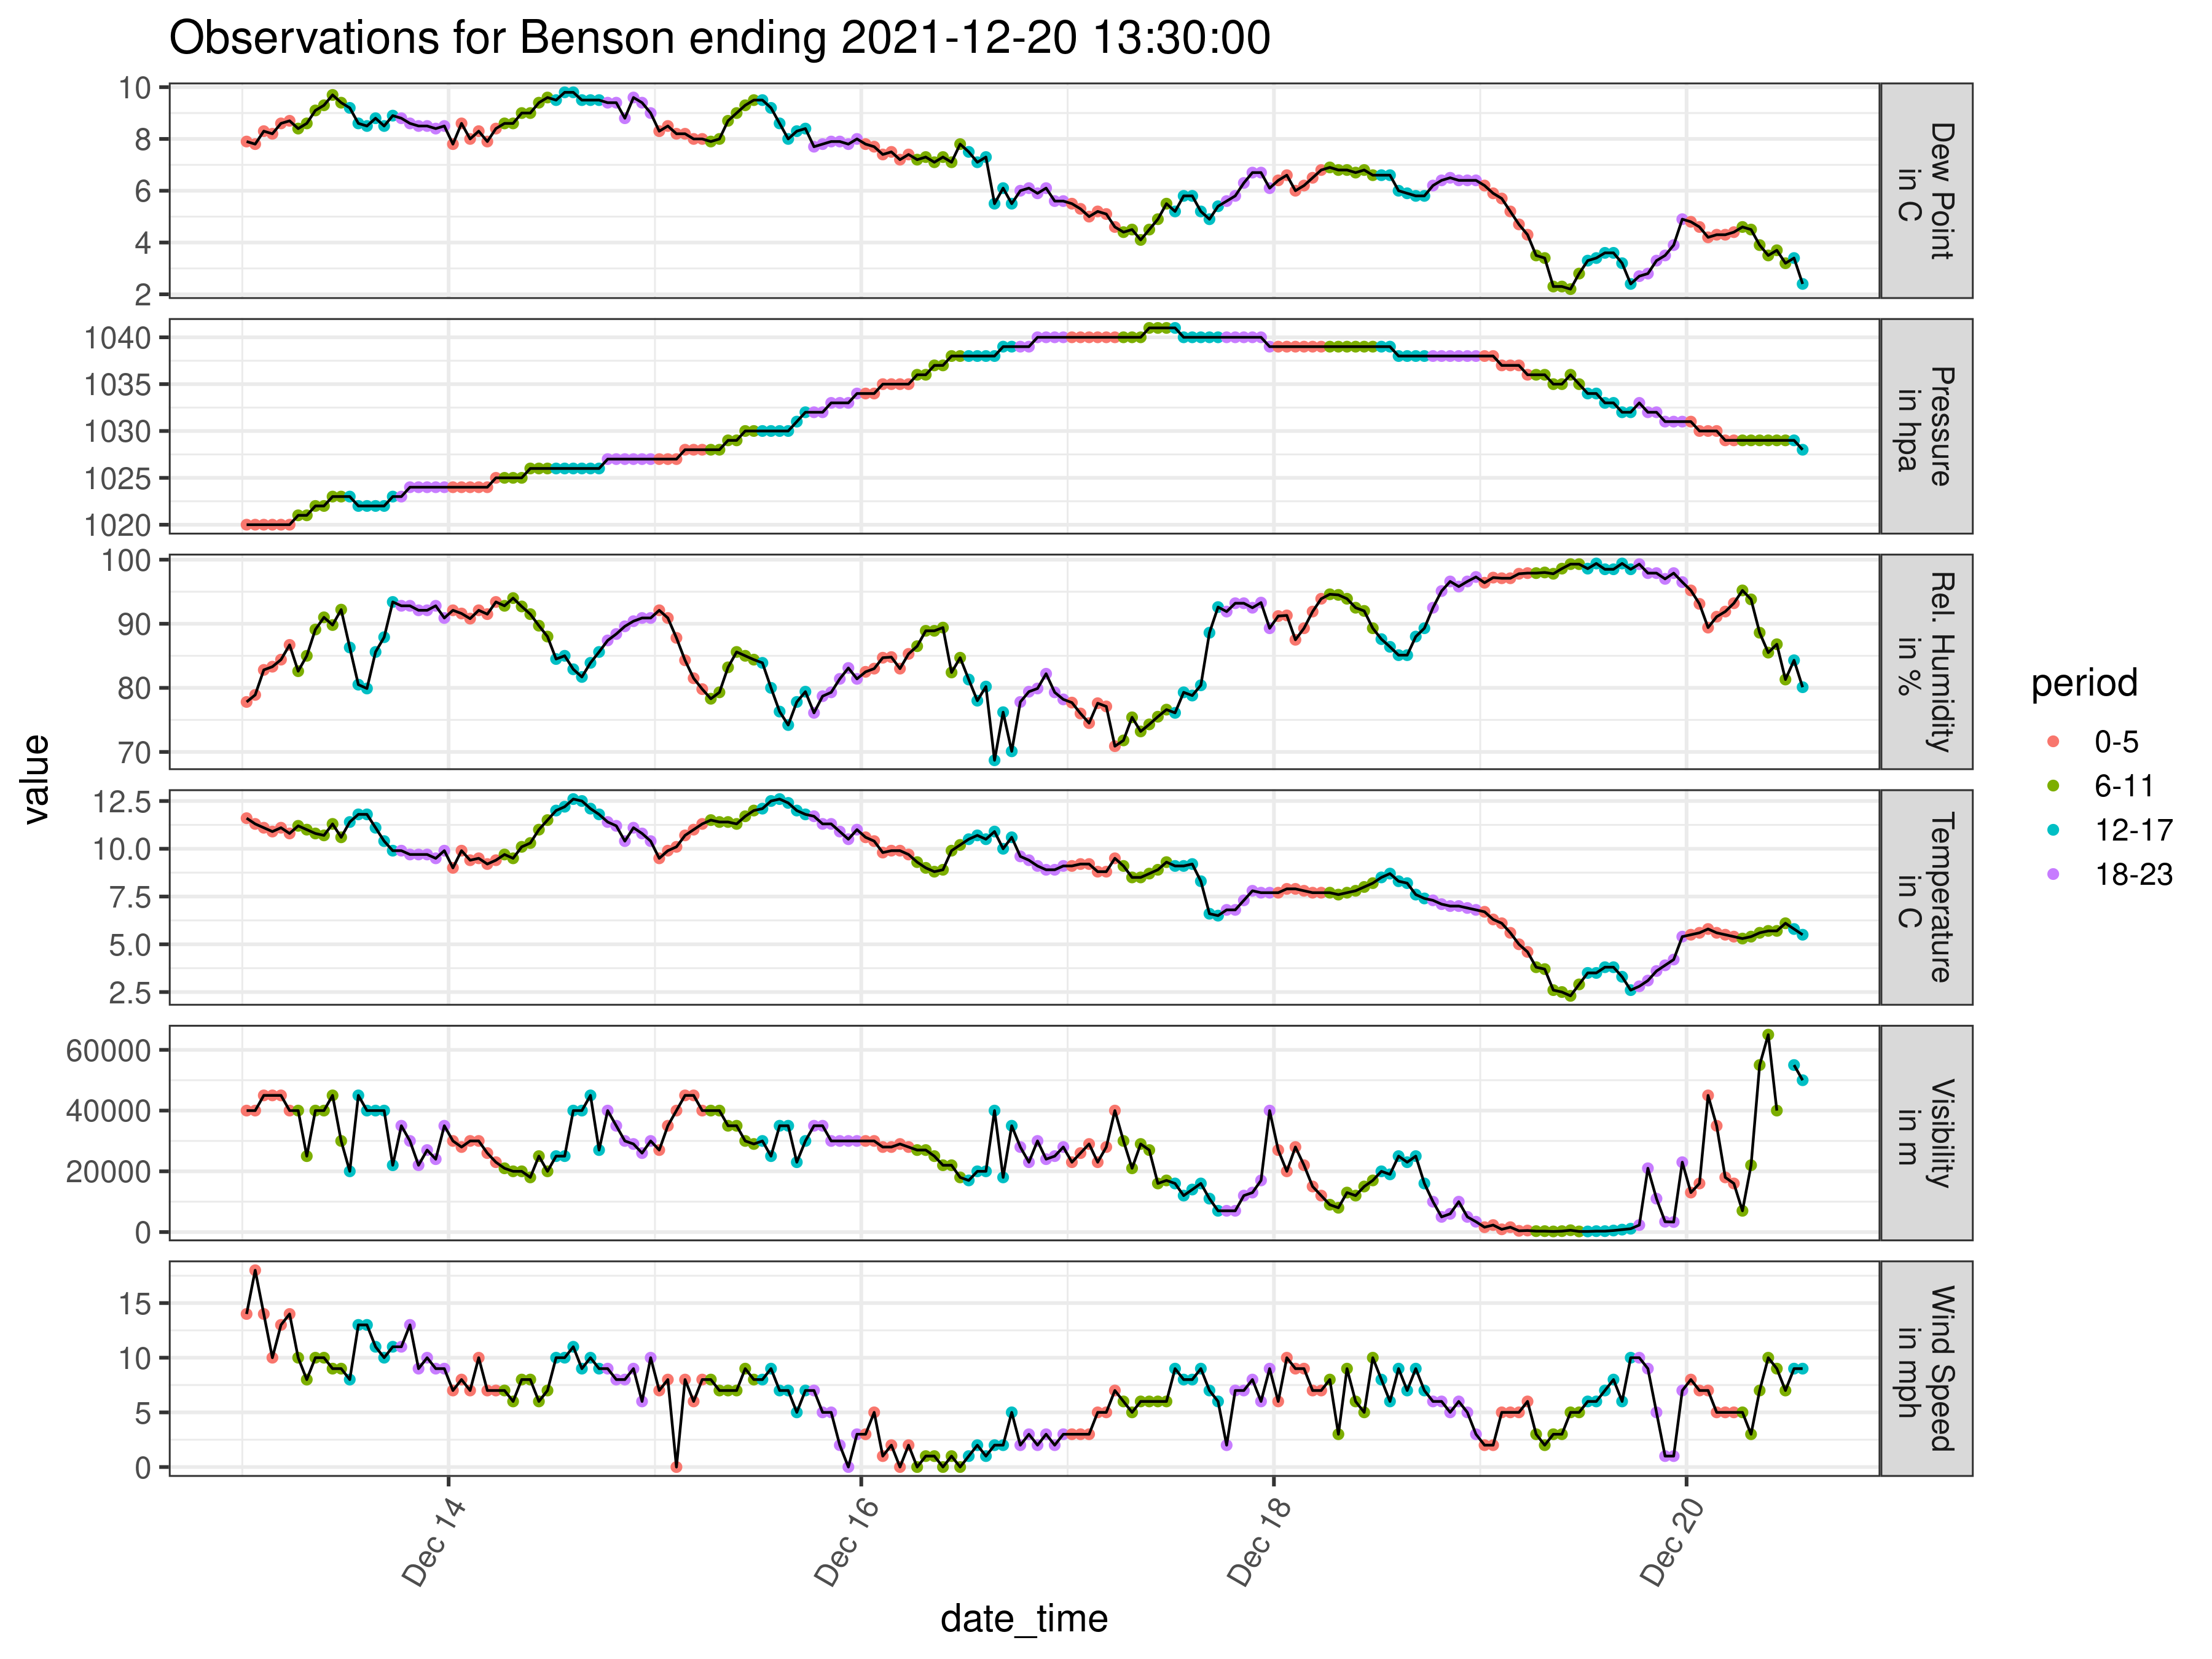 Observations for Benson ending 2021-12-20 13:30:00
value
10
8
6
4
2
Dew Point
in C
1040
1035
1030
1025
1020
Pressure
in hpa
100
90
80
70
Rel. Humidity
in %
12.5
10.0
7.5
5.0
2.5
Temperature
in C
60000
40000
20000
0
Visibility
in m
15
10
5
0
Wind Speed
in mph
Dec 14
Dec 16
Dec 18
Dec 20
date_time
period
0-5
6-11
12-17
18-23